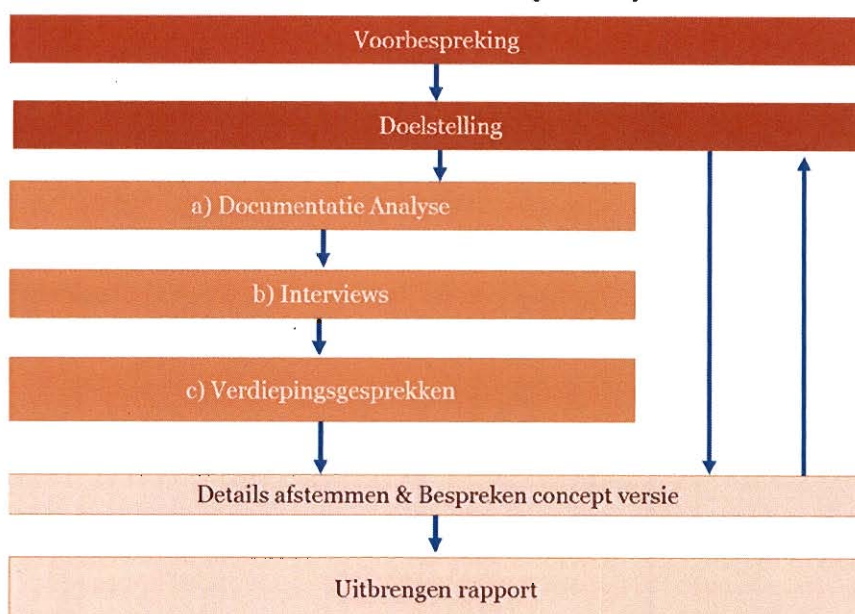 Voorbespreking
Doelstelling
a) Documentatie Analyse
b) Interviews
c) Verdiepingsgesprekken
Details afstemmen & Bespreken concept versie
Uitbrengen rapport